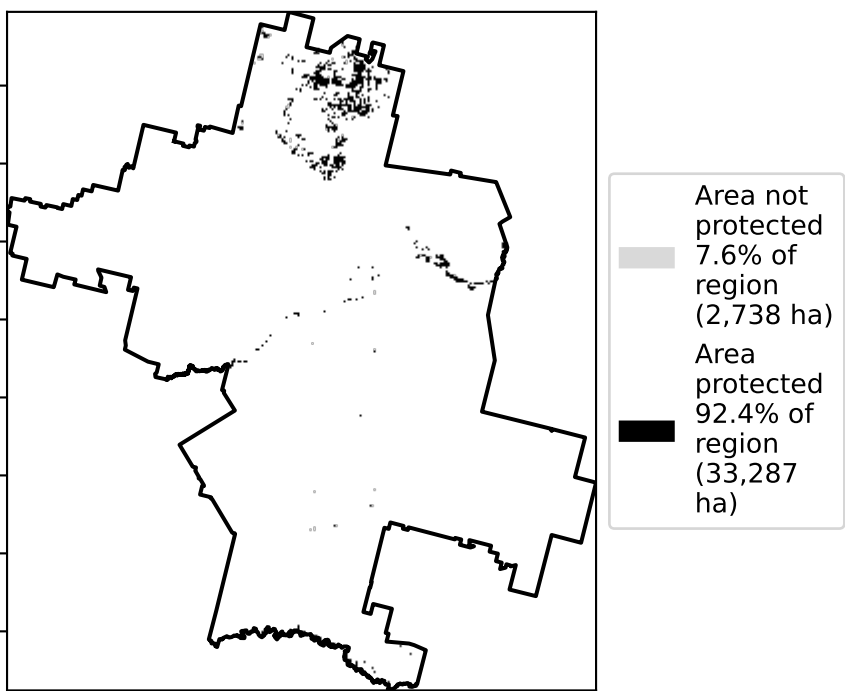 Area not
protected
7.6% of
region
(2,738 ha)
Area
protected
92.4% of
region
(33,287
ha)